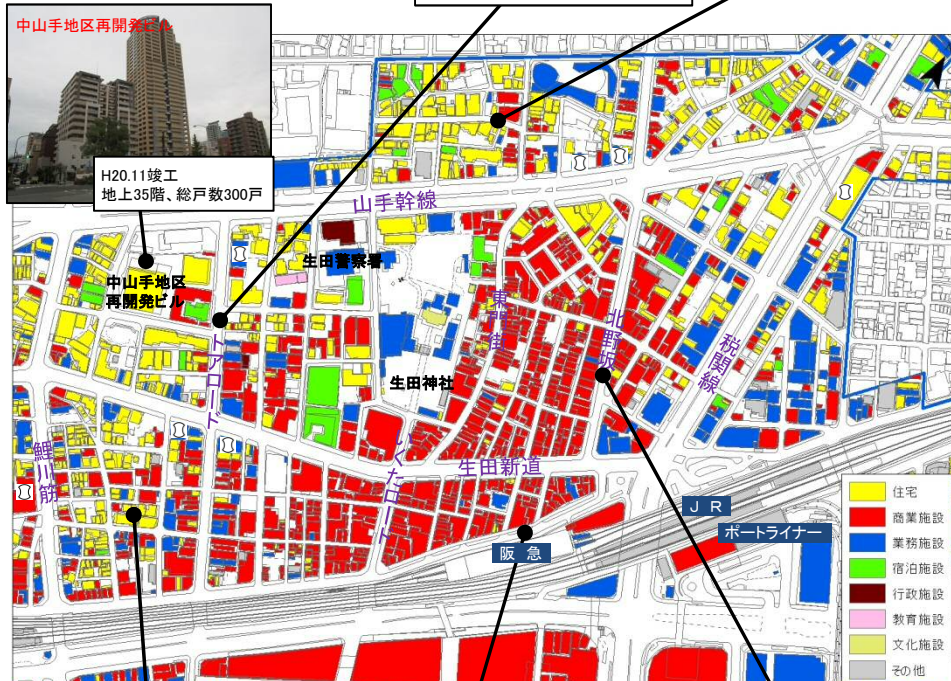 中山手地区再開発ビル
H20.11竣工
地上35階、総戸数300戸
山手幹線
生田警察署
中山手地区
再開発ビル
トアロード
東門街
北野坂
税関線
生田神社
鯉川筋
いくたロード
生田新道
JR
ポートライナー
阪急
住宅
商業施設
業務施設
宿泊施設
行政施設
教育施設
文化施設
その他